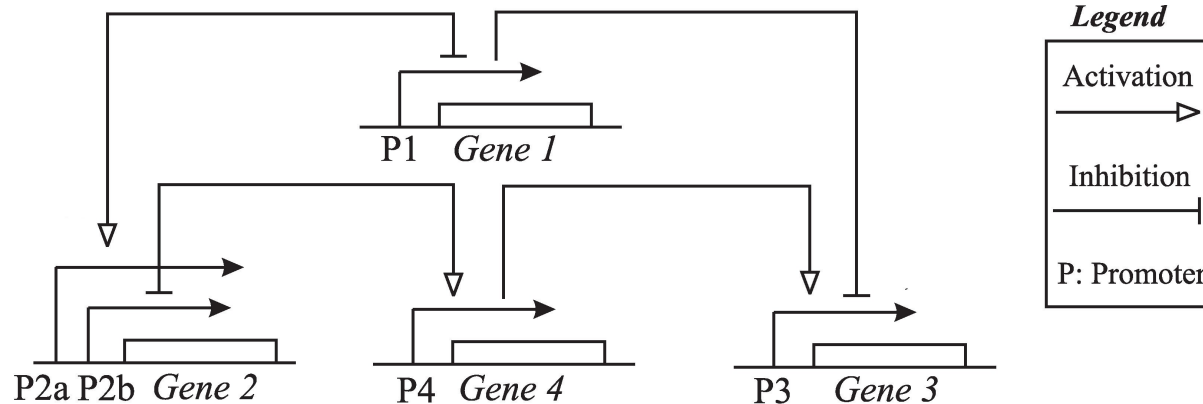 Legend
Activation
Inhibition
P: Promoter
P1 Gene 1
P2a P2b Gene 2
P4 Gene 4
P3 Gene 3